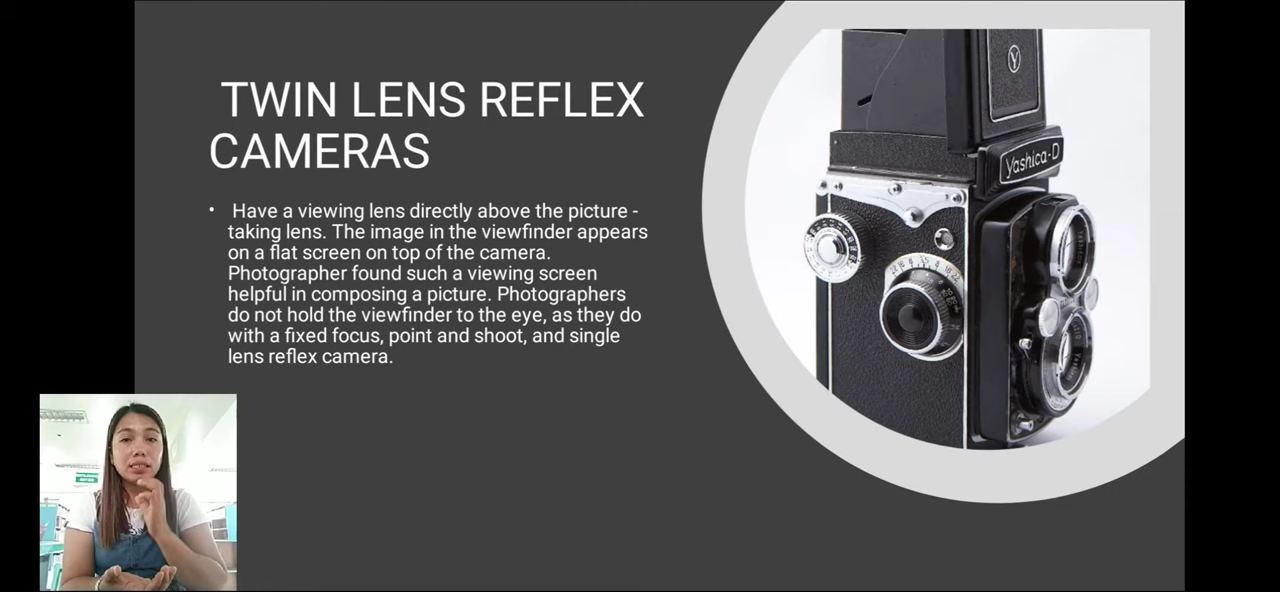 TWIN LENS REFLEX
CAMERAS
• Have a viewing lens directly above the picture -
taking lens. The image in the viewfinder appears
on a flat screen on top of the camera.
Photographer found such a viewing screen
helpful in composing a picture. Photographers
do not hold the viewfinder to the eye, as they do
with a fixed focus, point and shoot, and single
lens reflex camera.
Y
Yashica-D